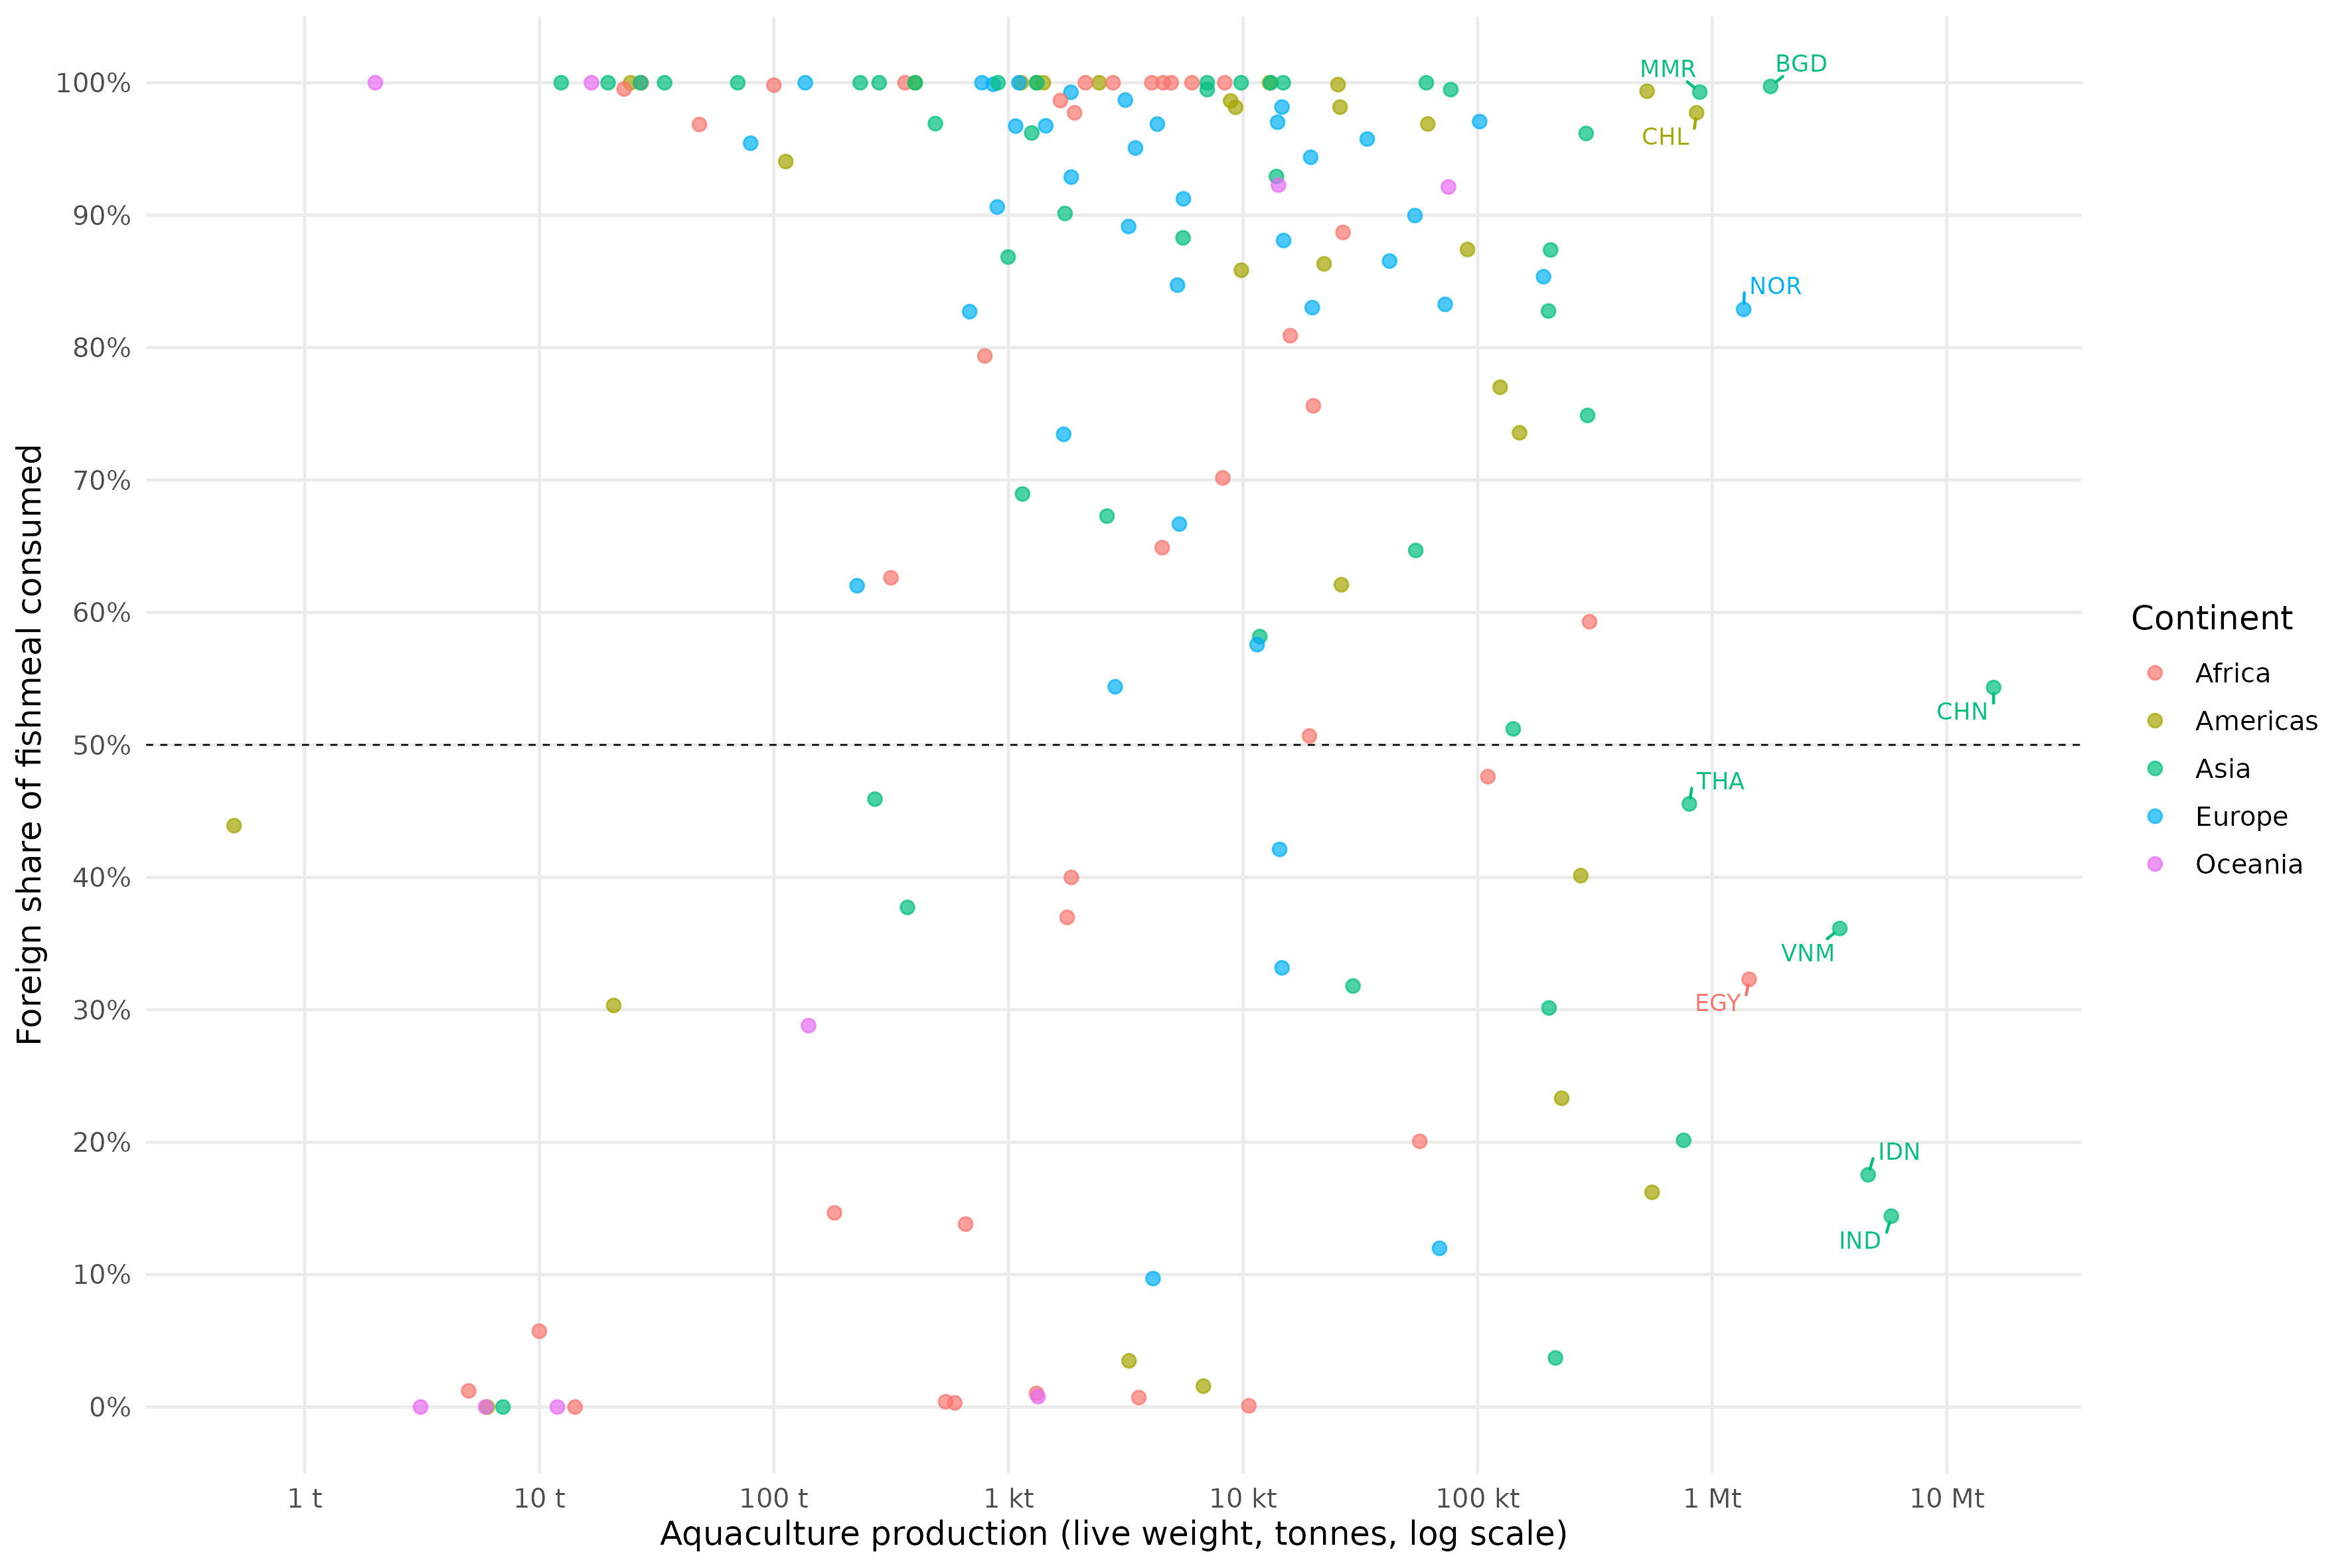 100%
90%
80%
70%
60%
50%
40%
30%
20%
10%
0%
Foreign share of fishmeal consumed
MMR
BGD
CHL
NOR
CHN
THA
VNM
EGY
IDN
IND
1 t
10 t
100 t
1 kt
10 kt
100 kt
1 Mt
10 Mt
Aquaculture production (live weight, tonnes, log scale)
Continent
Africa
Americas
Asia
Europe
Oceania